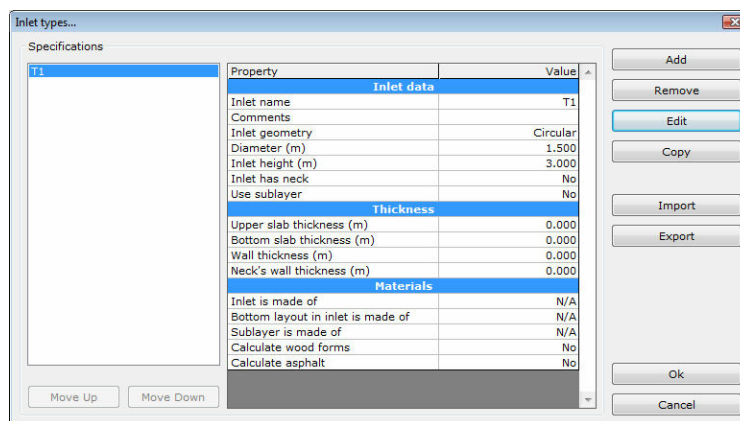 Inlet types...
Specifications
T1
Property Value
Inlet data
Inlet name T1
Comments
Inlet geometry Circular
Diameter (m) 1.500
Inlet height (m) 3.000
Inlet has neck No
Use sublayer No
Thickness
Upper slab thickness (m) 0.000
Bottom slab thickness (m) 0.000
Wall thickness (m) 0.000
Neck's wall thickness (m) 0.000
Materials
Inlet is made of N/A
Bottom layout in inlet is made of N/A
Sublayer is made of N/A
Calculate wood forms No
Calculate asphalt No
Move Up Move Down
Add
Remove
Edit
Copy
Import
Export
Ok
Cancel